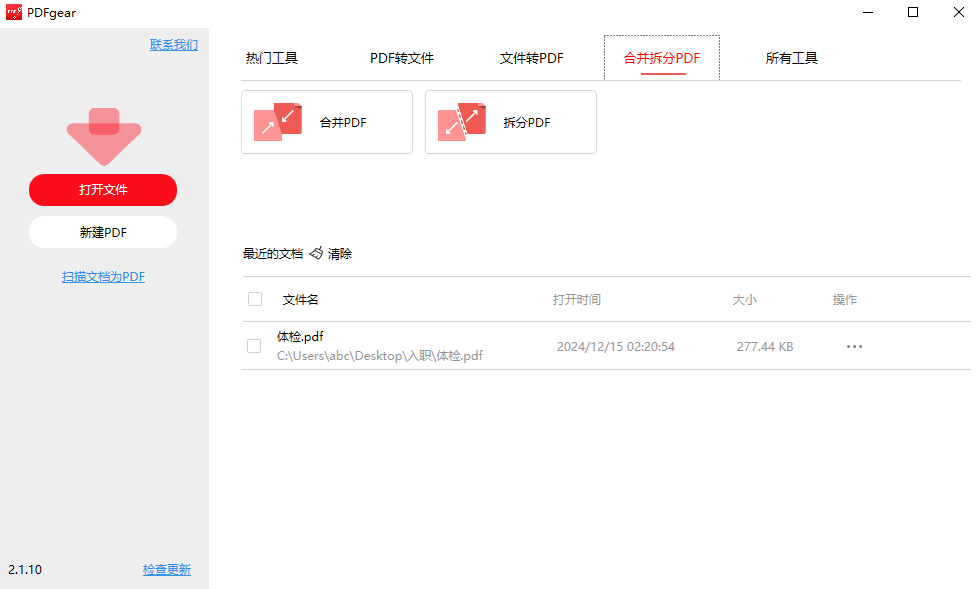 PDFgear
联系我们
热门工具 PDF转文件 文件转PDF 合并拆分PDF 所有工具
合并PDF 拆分PDF
打开文件
新建PDF
扫描文档为PDF
最近的文档 清除
文件名 打开时间 大小 操作
体检.pdf
C:\Users\abc\Desktop\入职\体检.pdf 2024/12/15 02:20:54 277.44 KB
2.1.10 检查更新